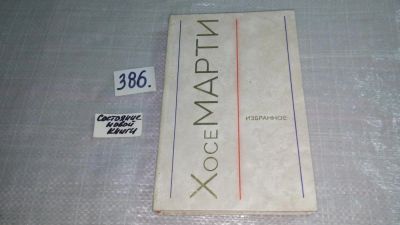 386.
Состояние
новой
книги
Хосе МАРТИ
ИЗБРАННОЕ